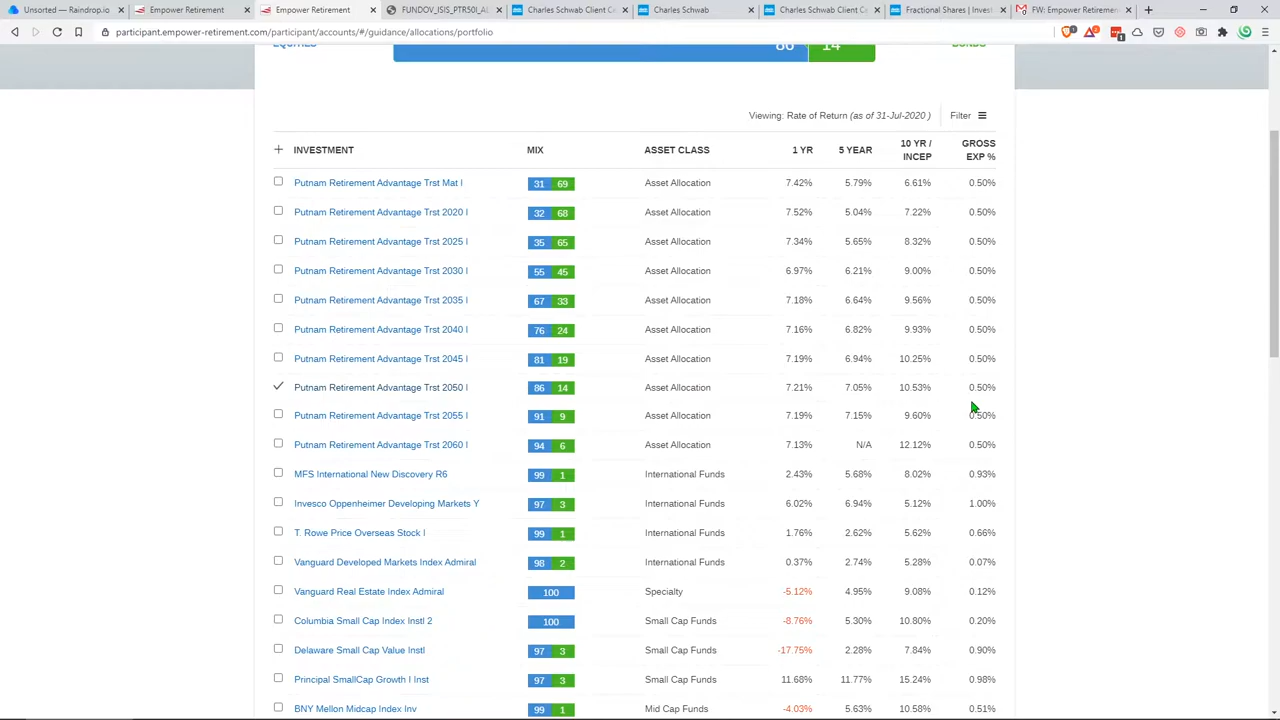 Unsorted — Raindrop.io
Empower Retirement
Empower Retirement
FUNDOV_ISIS_PTR50I_AL
Charles Schwab Client Ce
Charles Schwab
Charles Schwab Client Ce
Fractional Shares | Invest
FW: Empower Retirement
participant.empower-retirement.com/participant/accounts/#/guidance/allocations/portfolio
EQUITIES 86 14 BONDS
Viewing: Rate of Return (as of 31-Jul-2020 ) Filter
INVESTMENT MIX ASSET CLASS 1 YR 5 YEAR 10 YR / INCEP GROSS EXP %
Putnam Retirement Advantage Trst Mat I 31 69 Asset Allocation 7.42% 5.79% 6.61% 0.50%
Putnam Retirement Advantage Trst 2020 I 32 68 Asset Allocation 7.52% 5.04% 7.22% 0.50%
Putnam Retirement Advantage Trst 2025 I 35 65 Asset Allocation 7.34% 5.65% 8.32% 0.50%
Putnam Retirement Advantage Trst 2030 I 55 45 Asset Allocation 6.97% 6.21% 9.00% 0.50%
Putnam Retirement Advantage Trst 2035 I 67 33 Asset Allocation 7.18% 6.64% 9.56% 0.50%
Putnam Retirement Advantage Trst 2040 I 76 24 Asset Allocation 7.16% 6.82% 9.93% 0.50%
Putnam Retirement Advantage Trst 2045 I 81 19 Asset Allocation 7.19% 6.94% 10.25% 0.50%
Putnam Retirement Advantage Trst 2050 I 86 14 Asset Allocation 7.21% 7.05% 10.53% 0.50%
Putnam Retirement Advantage Trst 2055 I 91 9 Asset Allocation 7.19% 7.15% 9.60% 0.50%
Putnam Retirement Advantage Trst 2060 I 94 6 Asset Allocation 7.13% N/A 12.12% 0.50%
MFS International New Discovery R6 99 1 International Funds 2.43% 5.68% 8.02% 0.93%
Invesco Oppenheimer Developing Markets Y 97 3 International Funds 6.02% 6.94% 5.12% 1.00%
T. Rowe Price Overseas Stock I 99 1 International Funds 1.76% 2.62% 5.62% 0.66%
Vanguard Developed Markets Index Admiral 98 2 International Funds 0.37% 2.74% 5.28% 0.07%
Vanguard Real Estate Index Admiral 100 Specialty -5.12% 4.95% 9.08% 0.12%
Columbia Small Cap Index Instl 2 100 Small Cap Funds -8.76% 5.30% 10.80% 0.20%
Delaware Small Cap Value Instl 97 3 Small Cap Funds -17.75% 2.28% 7.84% 0.90%
Principal SmallCap Growth I Inst 97 3 Small Cap Funds 11.68% 11.77% 15.24% 0.98%
BNY Mellon Midcap Index Inv 99 1 Mid Cap Funds -4.03% 5.63% 10.58% 0.51%